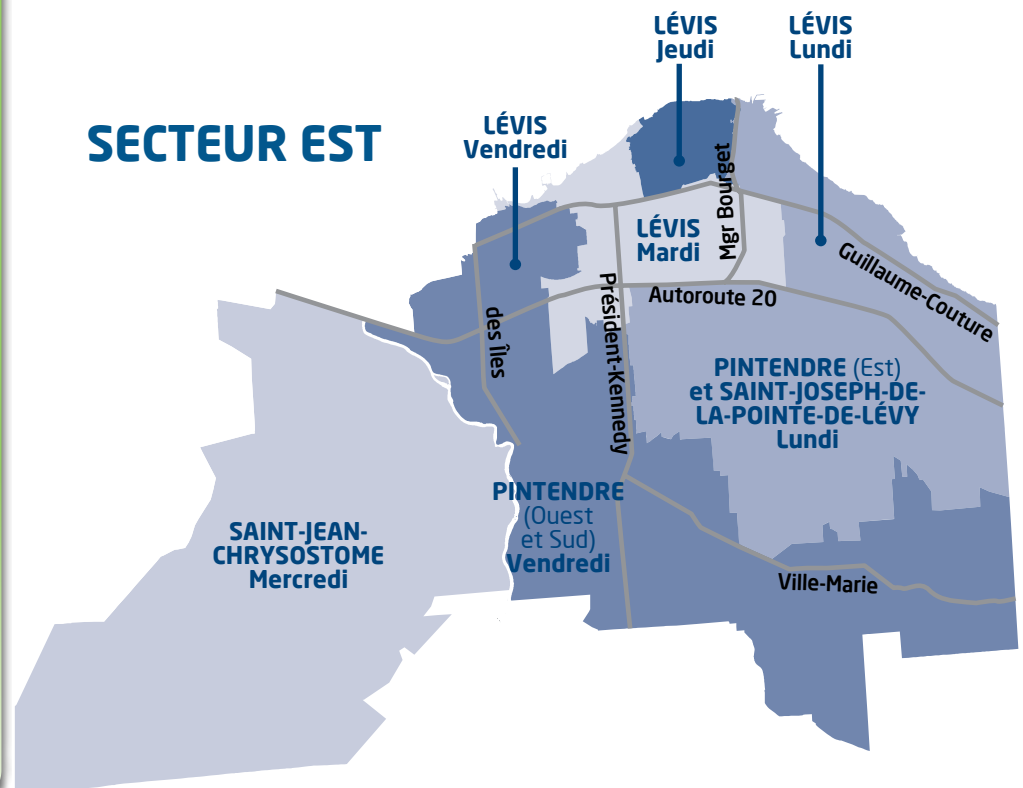 SECTEUR EST
LÉVIS
Vendredi
LÉVIS
Jeudi
LÉVIS
Lundi
LÉVIS
Mardi
Mgr Bourget
Guillaume-Couture
Autoroute 20
des Îles
Président-Kennedy
PINTENDRE (Est)
et SAINT-JOSEPH-DE-
LA-POINTE-DE-LÉVY
Lundi
PINTENDRE
(Ouest
et Sud)
Vendredi
SAINT-JEAN-
CHRYSOSTOME
Mercredi
Ville-Marie